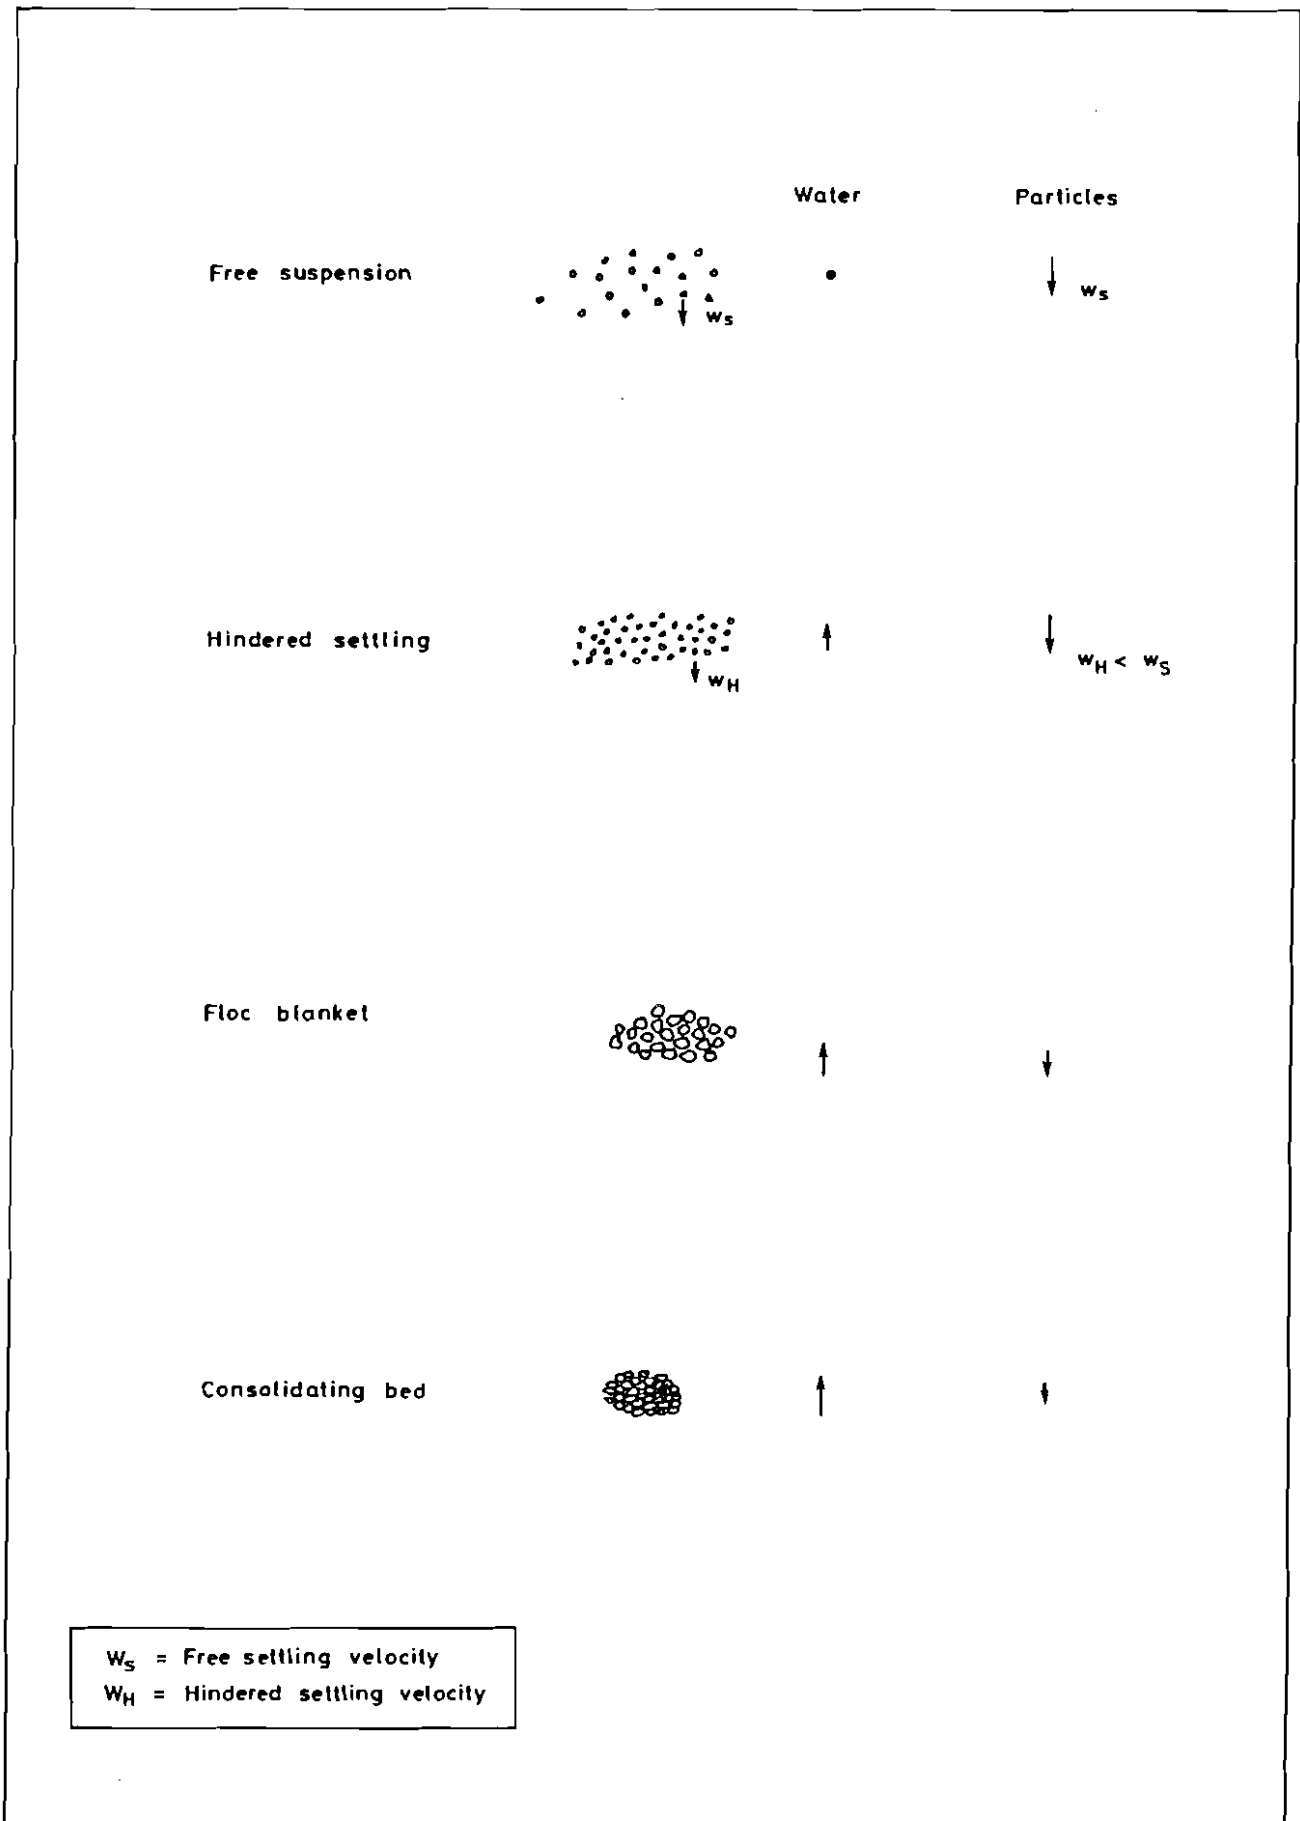 Water Particles
Free suspension
ws
ws
Hindered settling
wH
wH < wS
Floc blanket
Consolidating bed
Ws = Free settling velocity
WH = Hindered settling velocity